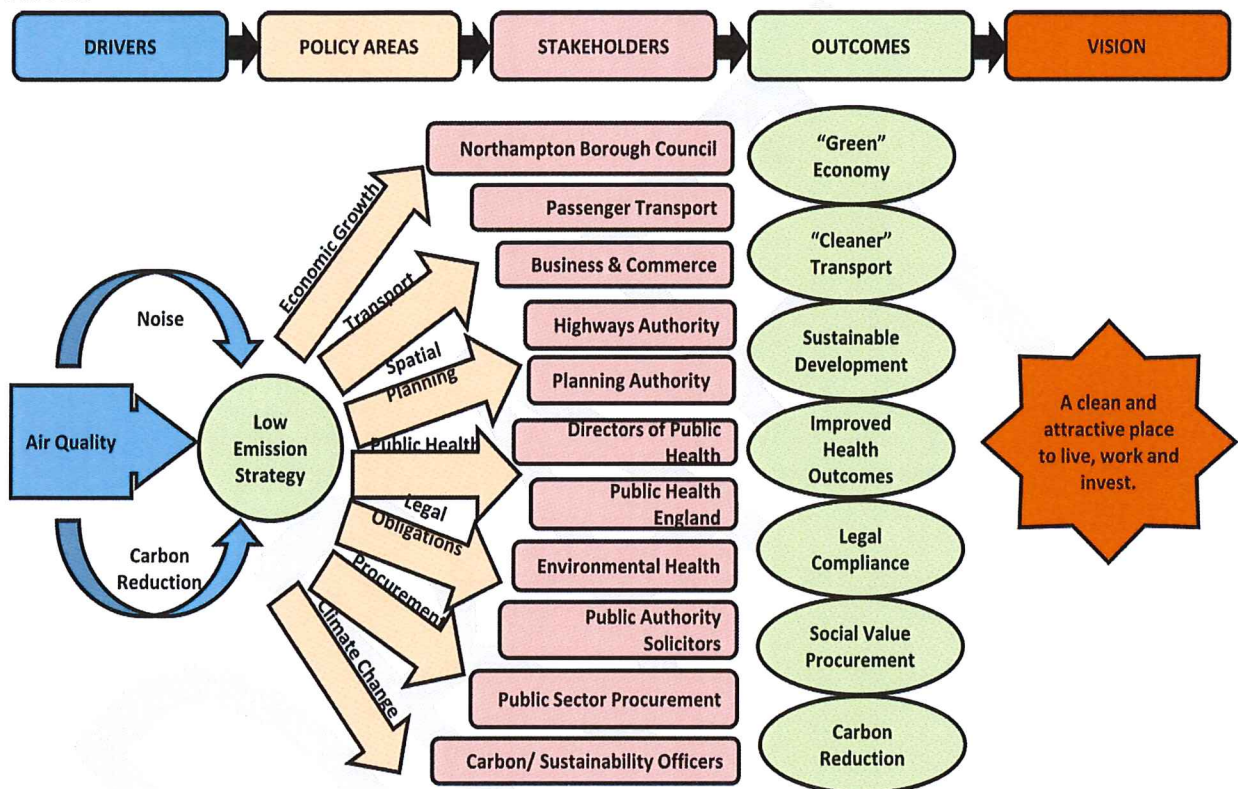 DRIVERS
POLICY AREAS
STAKEHOLDERS
OUTCOMES
VISION
Noise
Air Quality
Carbon
Reduction
Low
Emission
Strategy
Economic Growth
Transport
Spatial
Planning
Public Health
Legal
Obligations
Procurement
Climate Change
Northampton Borough Council
Passenger Transport
Business & Commerce
Highways Authority
Planning Authority
Directors of Public
Health
Public Health
England
Environmental Health
Public Authority
Solicitors
Public Sector Procurement
Carbon/ Sustainability Officers
“Green”
Economy
“Cleaner”
Transport
Sustainable
Development
Improved
Health
Outcomes
Legal
Compliance
Social Value
Procurement
Carbon
Reduction
A clean and
attractive place
to live, work and
invest.